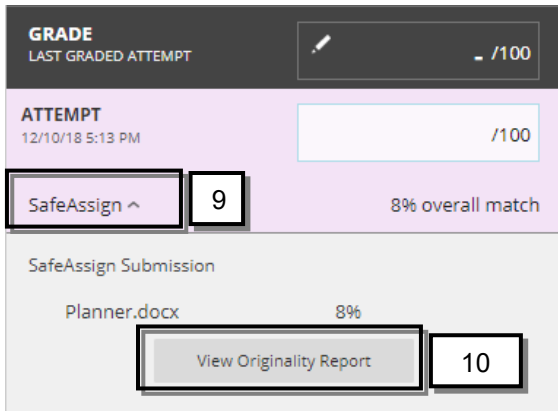 GRADE
LAST GRADED ATTEMPT
- /100
ATTEMPT
12/10/18 5:13 PM
/100
SafeAssign
9
8% overall match
SafeAssign Submission
Planner.docx 8%
View Originality Report
10